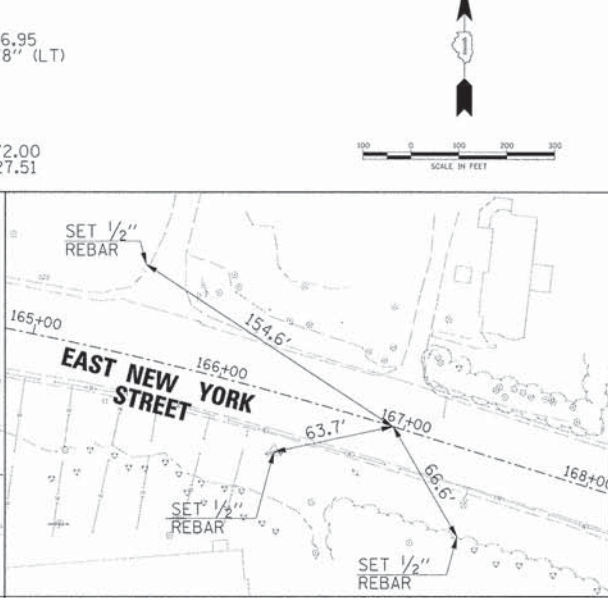 6.95
8" (LT)
72.00
27.51
100 0 100 200 300
SCALE IN FEET
SET 1/2"
REBAR
165+00
154.6'
166+00
EAST NEW YORK
STREET
167+00
63.7'
66.6'
168+00
SET 1/2"
REBAR
SET 1/2"
REBAR